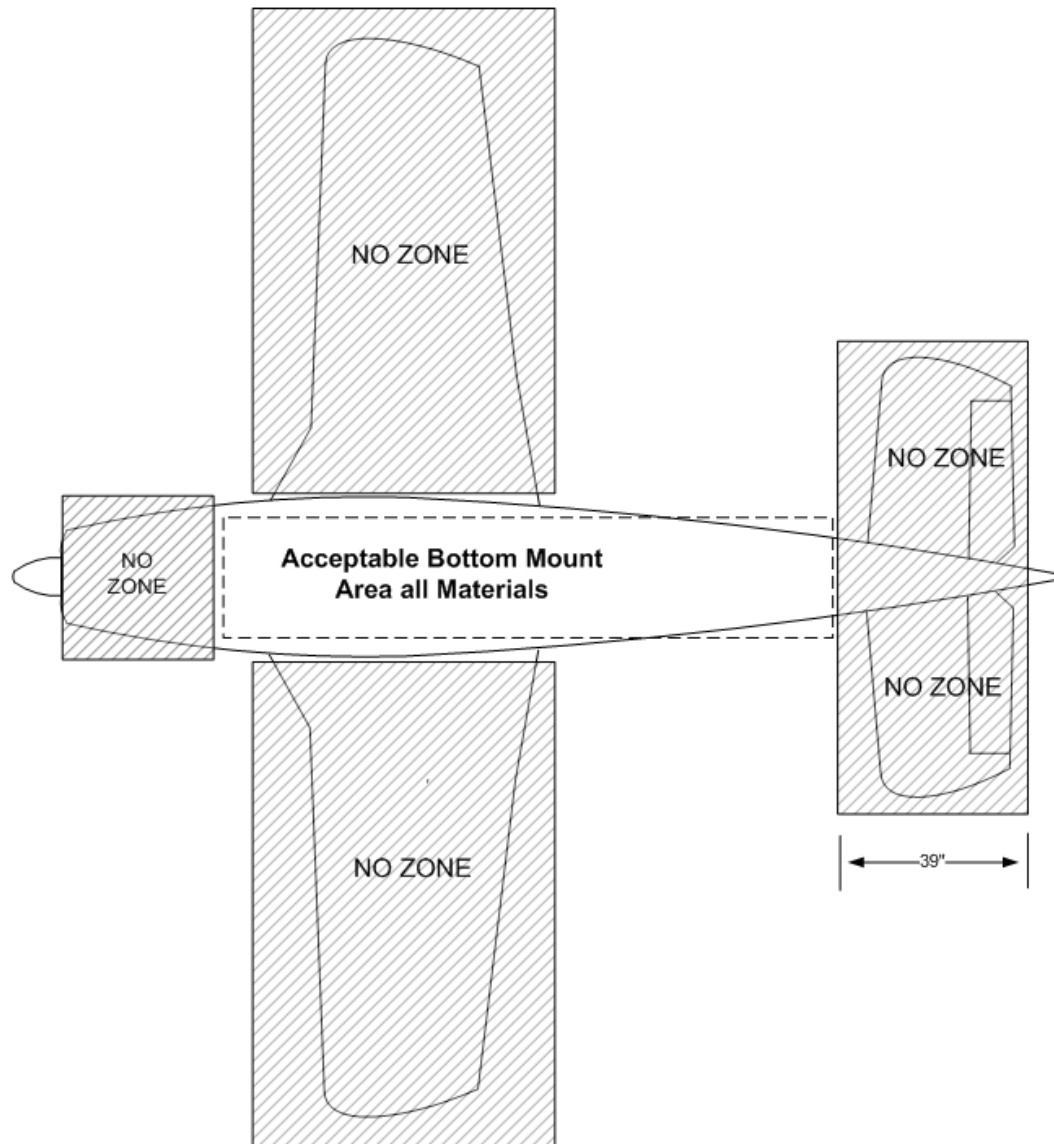 NO ZONE
NO ZONE
NO
ZONE
Acceptable Bottom Mount
Area all Materials
NO ZONE
NO ZONE
39"